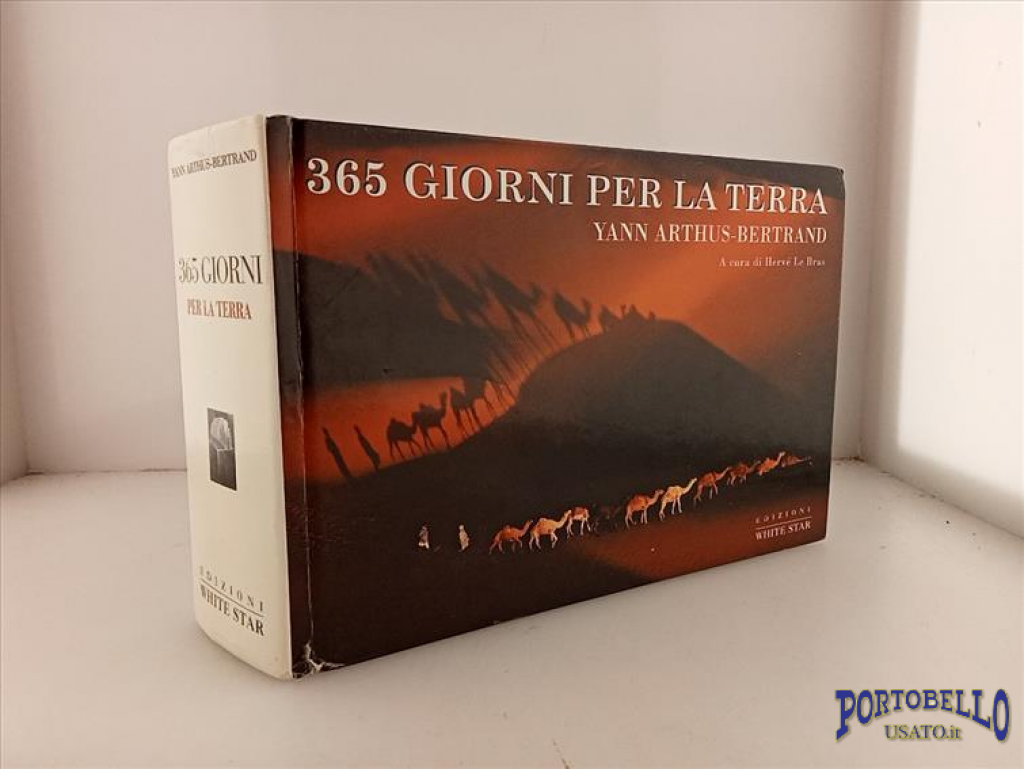 YANN ARTHUS-BERTRAND
365 GIORNI
PER LA TERRA
EDIZIONI
WHITE STAR
365 GIORNI PER LA TERRA
YANN ARTHUS-BERTRAND
A cura di Hervé Le Bras
EDIZIONI
WHITE STAR
PORTOBELLO
USATO.it